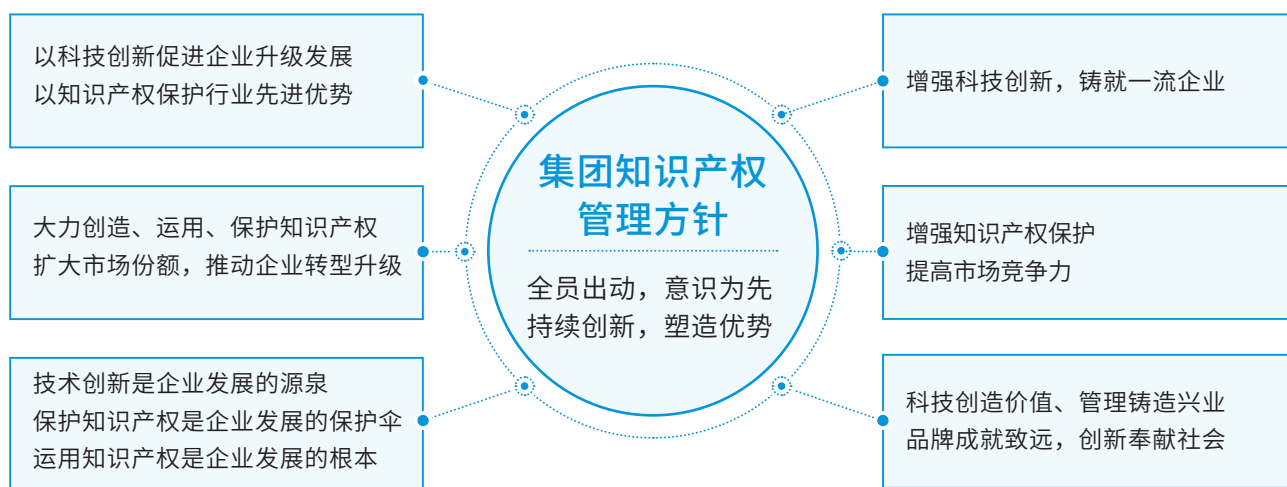 以科技创新促进企业升级发展
以知识产权保护行业先进优势
大力创造、运用、保护知识产权
扩大市场份额，推动企业转型升级
技术创新是企业发展的源泉
保护知识产权是企业发展的保护伞
运用知识产权是企业发展的根本
集团知识产权
管理方针
全员出动，意识为先
持续创新，塑造优势
增强科技创新，铸就一流企业
增强知识产权保护
提高市场竞争力
科技创造价值、管理铸造兴业
品牌成就致远，创新奉献社会